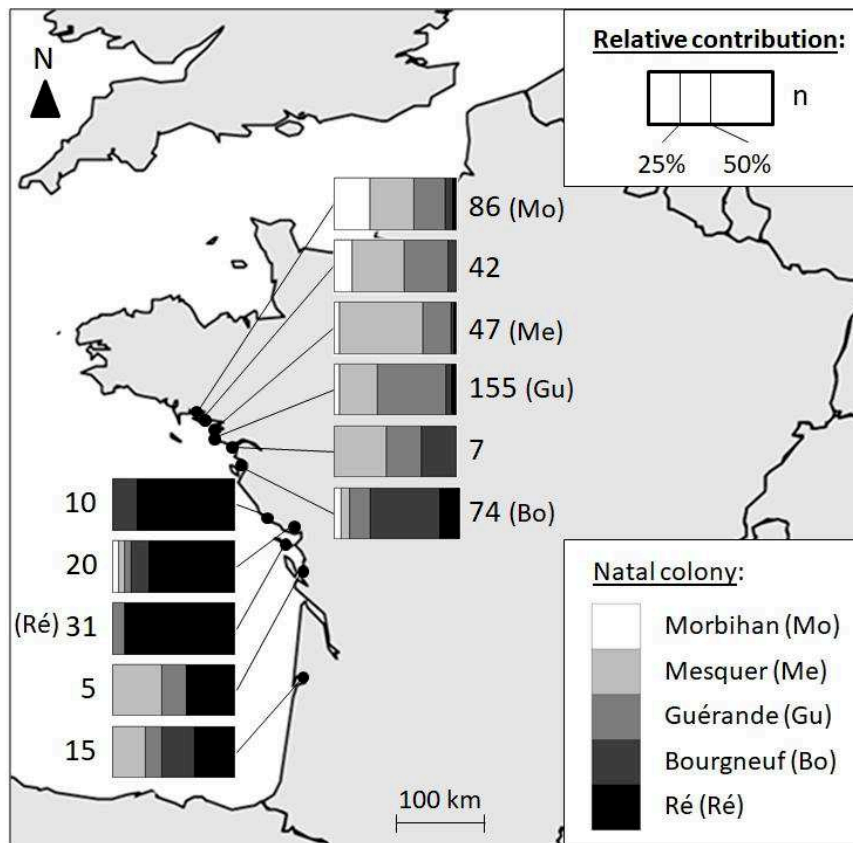 N
Relative contribution:
n
25% 50%
86 (Mo)
42
47 (Me)
155 (Gu)
7
74 (Bo)
10
20
(Ré) 31
5
15
100 km
Natal colony:
Morbihan (Mo)
Mesquer (Me)
Guérande (Gu)
Bourgneuf (Bo)
Ré (Ré)